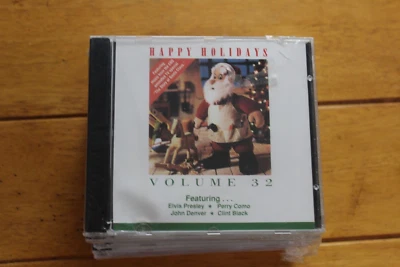 HAPPY HOLIDAYS
VOLUME 32
Featuring . . .
Elvis Presley ♦ Perry Como
John Denver ♦ Clint Black